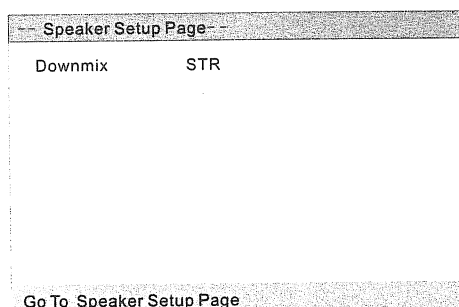 -- Speaker Setup Page--
Downmix STR
Go To Speaker Setup Page